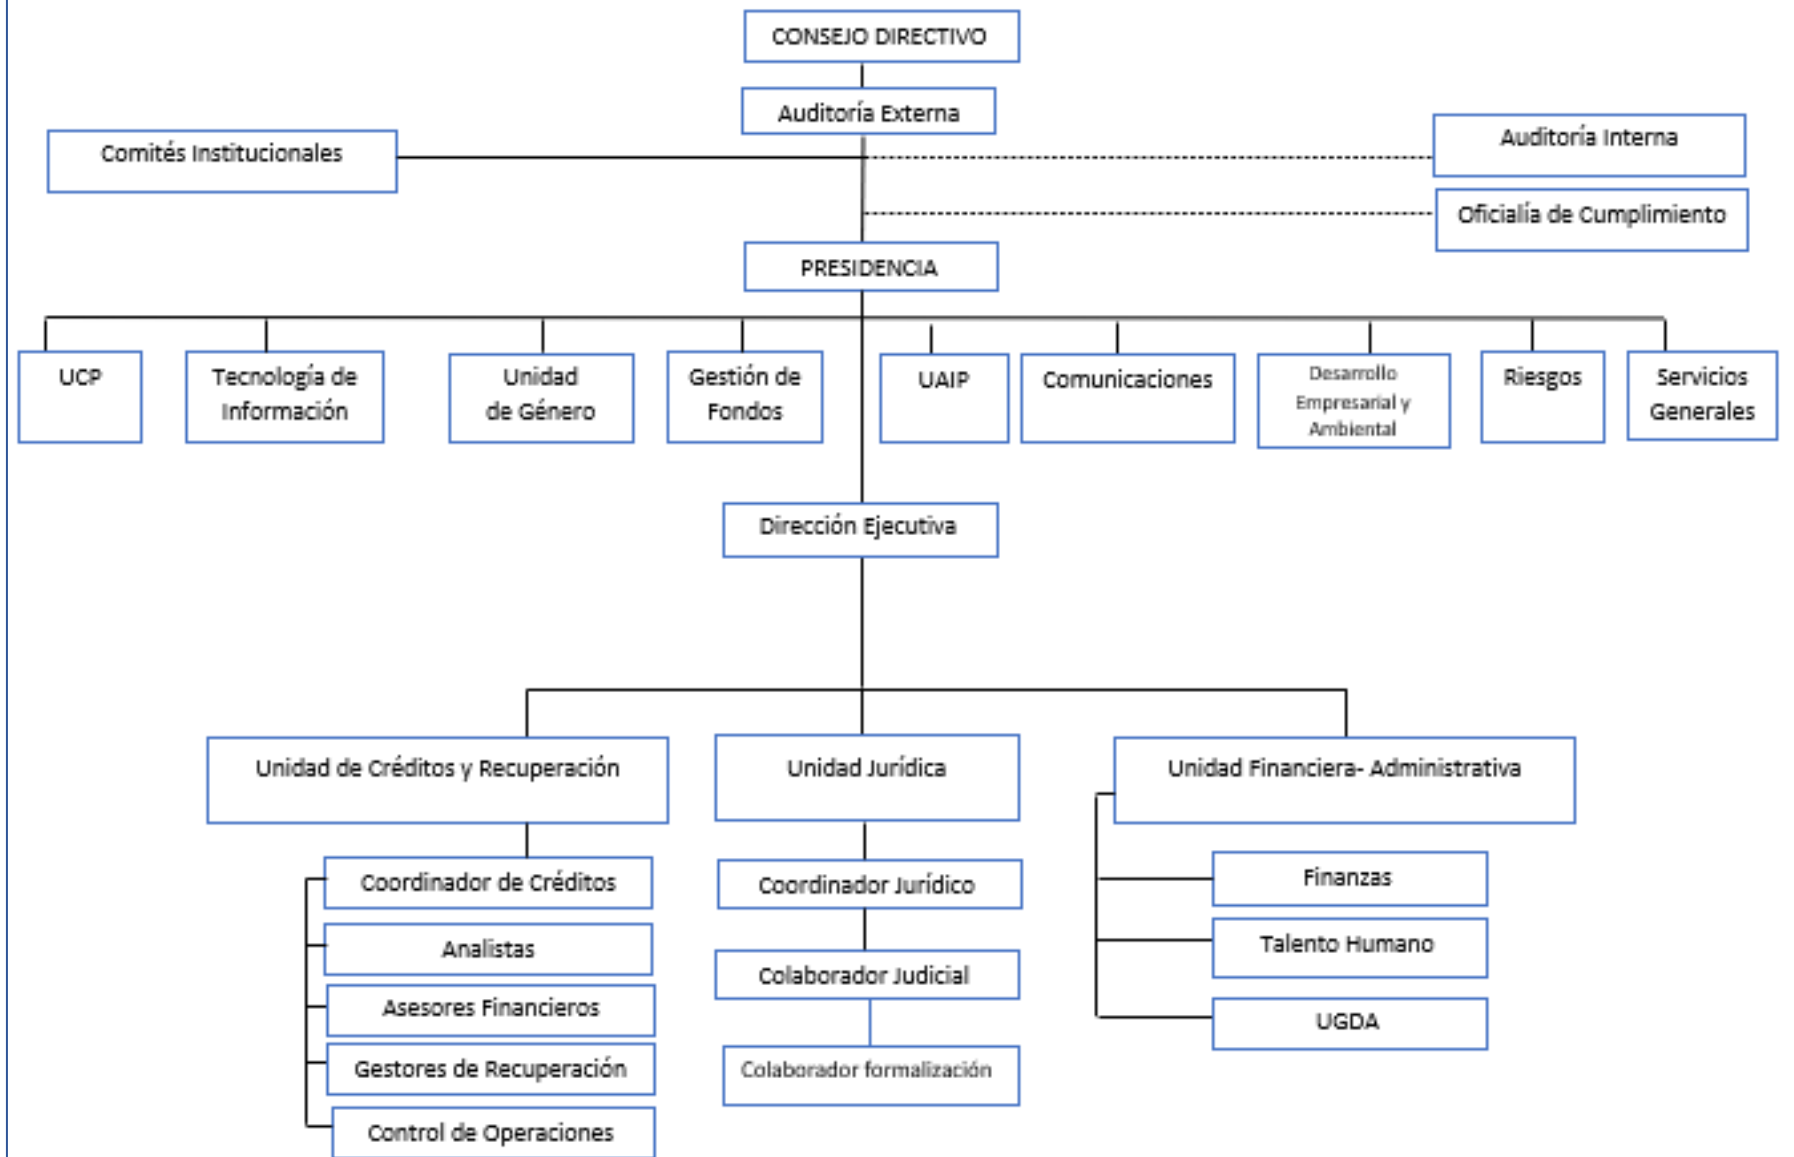 CONSEJO DIRECTIVO
Auditoría Externa
Comités Institucionales
Auditoría Interna
Oficialía de Cumplimiento
PRESIDENCIA
UCP
Tecnología de
Información
Unidad
de Género
Gestión de
Fondos
UAIP
Comunicaciones
Desarrollo
Empresarial y
Ambiental
Riesgos
Servicios
Generales
Dirección Ejecutiva
Unidad de Créditos y Recuperación
Unidad Jurídica
Unidad Financiera- Administrativa
Coordinador de Créditos
Analistas
Asesores Financieros
Gestores de Recuperación
Control de Operaciones
Coordinador Jurídico
Colaborador Judicial
Colaborador formalización
Finanzas
Talento Humano
UGDA